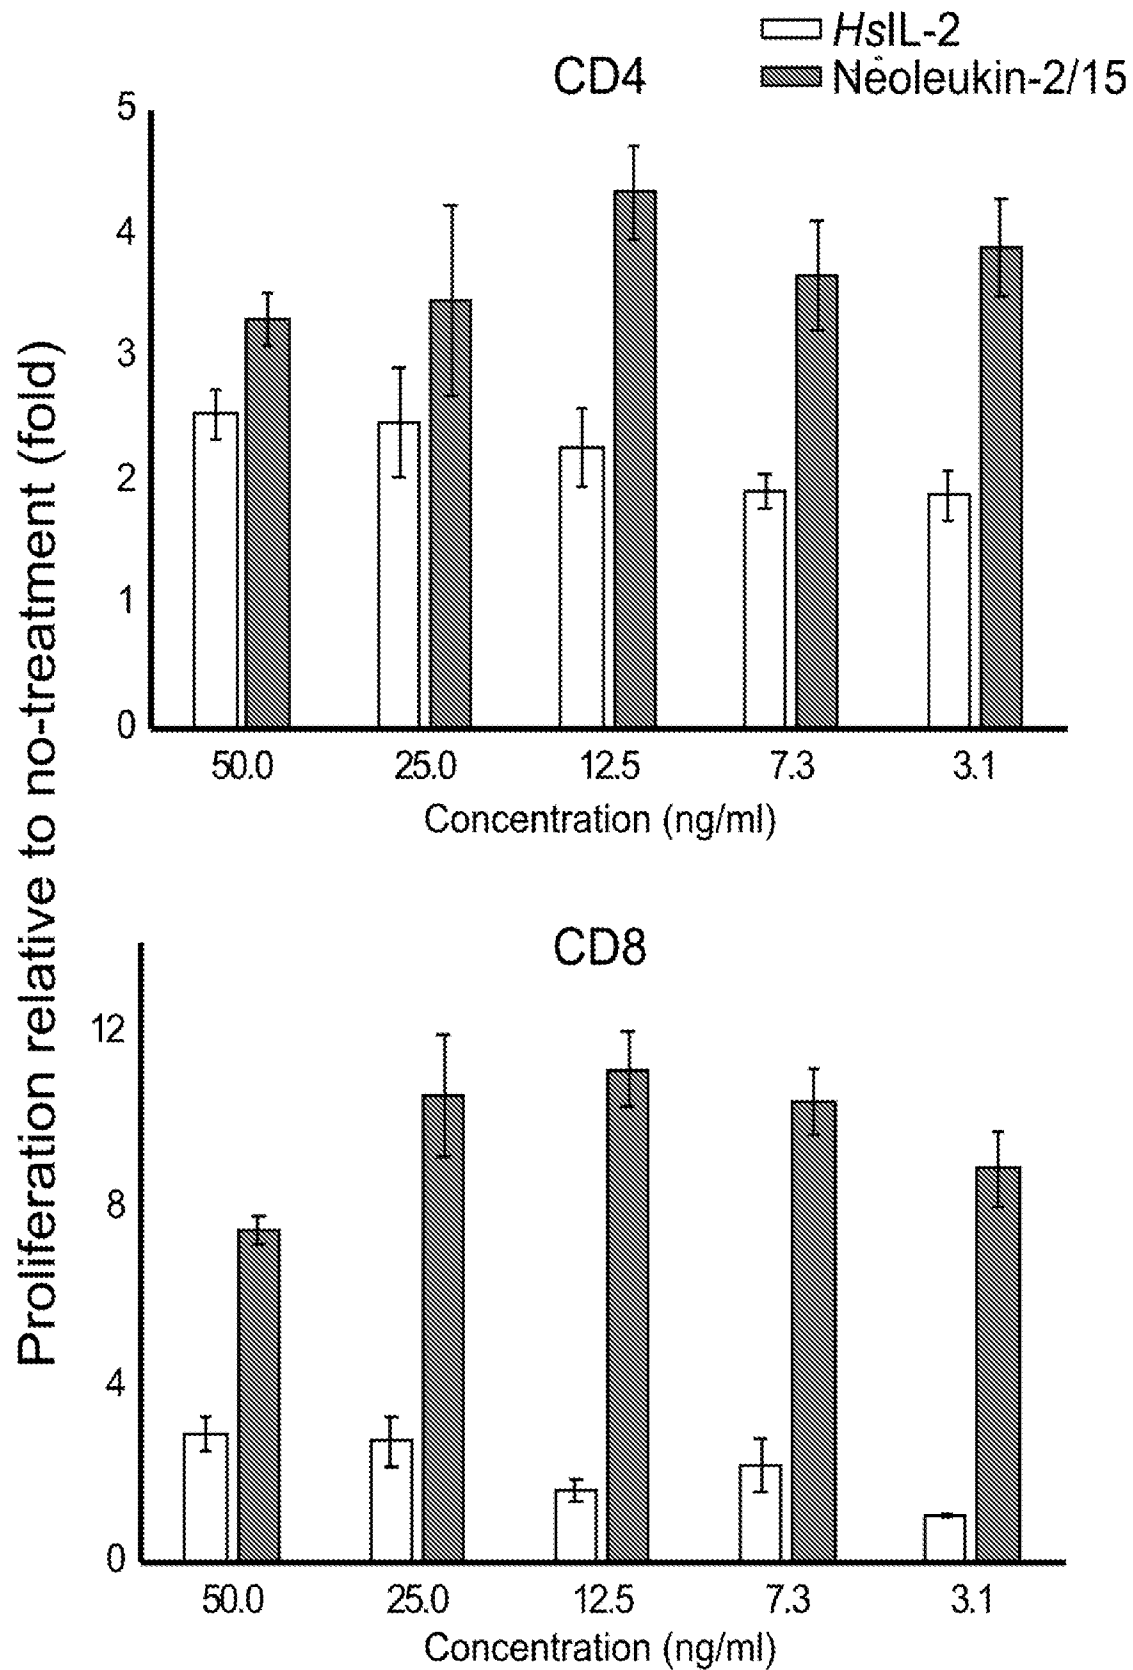 HsIL-2
Neoleukin-2/15
CD4
5
4
3
2
1
0
50.0 25.0 12.5 7.3 3.1
Concentration (ng/ml)
Proliferation relative to no-treatment (fold)
CD8
12
8
4
0
50.0 25.0 12.5 7.3 3.1
Concentration (ng/ml)